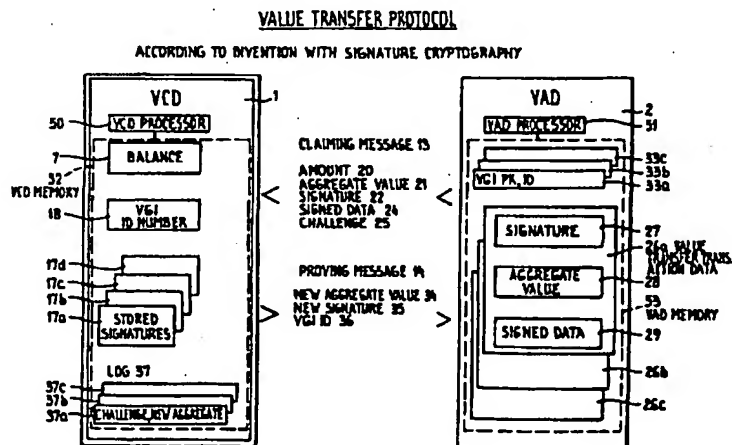 VALUE TRANSFER PROTOCOL
ACCORDING TO INVENTION WITH SIGNATURE CRYPTOGRAPHY
VCD
1
50
VCD PROCESSOR
7
BALANCE
32
VCD MEMORY
18
VGI
ID NUMBER
17d
17c
17b
17a
STORED
SIGNATURES
LOG 37
37c
37b
37a
CHALLENGE, NEW AGGREGATE
CLAIMING MESSAGE 13
AMOUNT 20
AGGREGATE VALUE 21
SIGNATURE 22
SIGNED DATA 24
CHALLENGE 25
PROVING MESSAGE 14
NEW AGGREGATE VALUE 34
NEW SIGNATURE 35
VGI ID 36
VAD
2
VAD PROCESSOR
51
33c
33b
33a
VGI PK, ID
SIGNATURE
27
26a VALUE
TRANSFER TRANS
ACTION DATA
AGGREGATE
VALUE
28
53
VAD MEMORY
SIGNED DATA
29
26b
26c